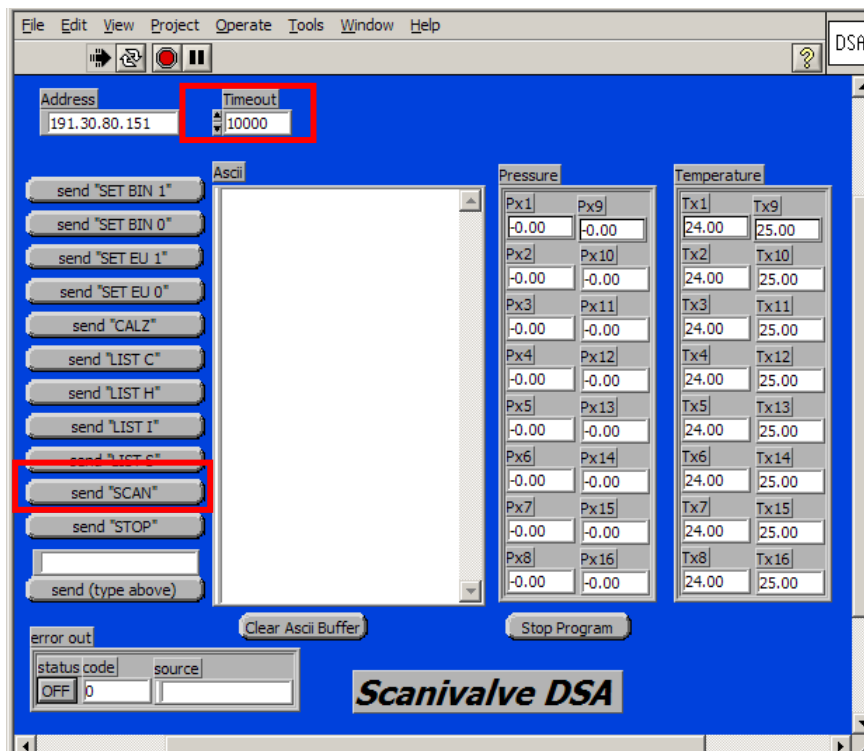 File Edit View Project Operate Tools Window Help
DSA
Address
Timeout
191.30.80.151
10000
send "SET BIN 1"
send "SET BIN 0"
send "SET EU 1"
send "SET EU 0"
send "CALZ"
send "LIST C"
send "LIST H"
send "LIST I"
send "LIST S"
send "SCAN"
send "STOP"
send (type above)
Ascii
Clear Ascii Buffer
Pressure
Px1 Px9
-0.00 -0.00
Px2 Px10
-0.00 -0.00
Px3 Px11
-0.00 -0.00
Px4 Px12
-0.00 -0.00
Px5 Px13
-0.00 -0.00
Px6 Px14
-0.00 -0.00
Px7 Px15
-0.00 -0.00
Px8 Px16
-0.00 -0.00
Stop Program
Temperature
Tx1 Tx9
24.00 25.00
Tx2 Tx10
24.00 25.00
Tx3 Tx11
24.00 25.00
Tx4 Tx12
24.00 25.00
Tx5 Tx13
24.00 25.00
Tx6 Tx14
24.00 25.00
Tx7 Tx15
24.00 25.00
Tx8 Tx16
24.00 25.00
error out
status code source
OFF 0
Scanivalve DSA